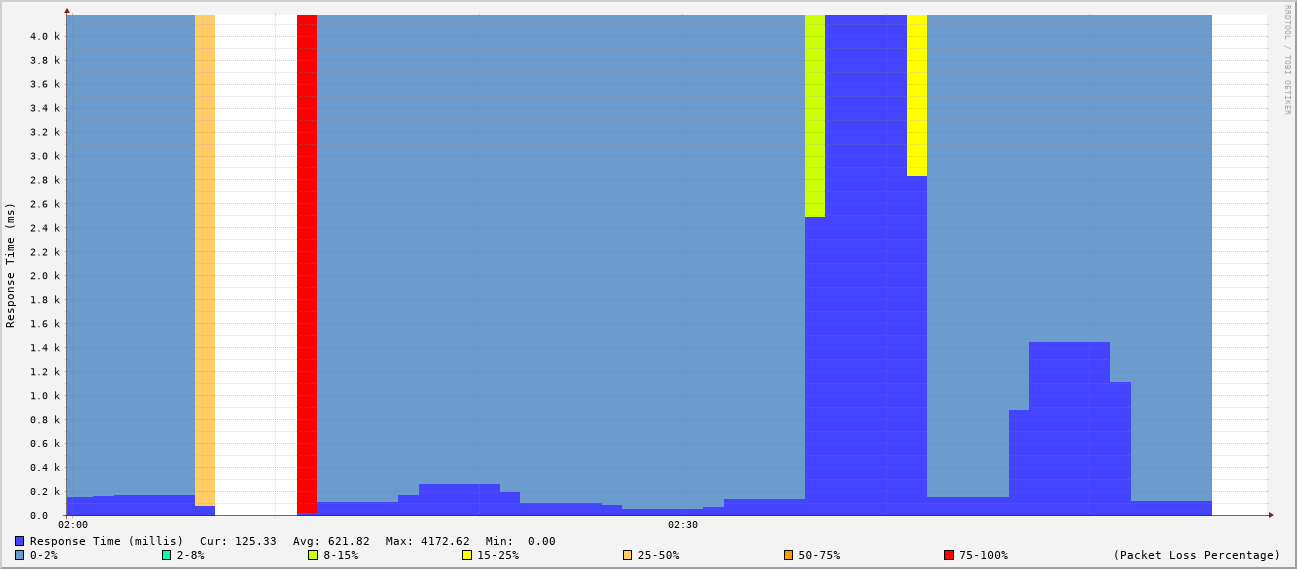 RRDTOOL / TOBI OETIKER
Response Time (ms)
4.0 k
3.8 k
3.6 k
3.4 k
3.2 k
3.0 k
2.8 k
2.6 k
2.4 k
2.2 k
2.0 k
1.8 k
1.6 k
1.4 k
1.2 k
1.0 k
0.8 k
0.6 k
0.4 k
0.2 k
0.0
02:00 02:30
Response Time (millis) Cur: 125.33 Avg: 621.82 Max: 4172.62 Min: 0.00
0-2% 2-8% 8-15% 15-25% 25-50% 50-75% 75-100% (Packet Loss Percentage)